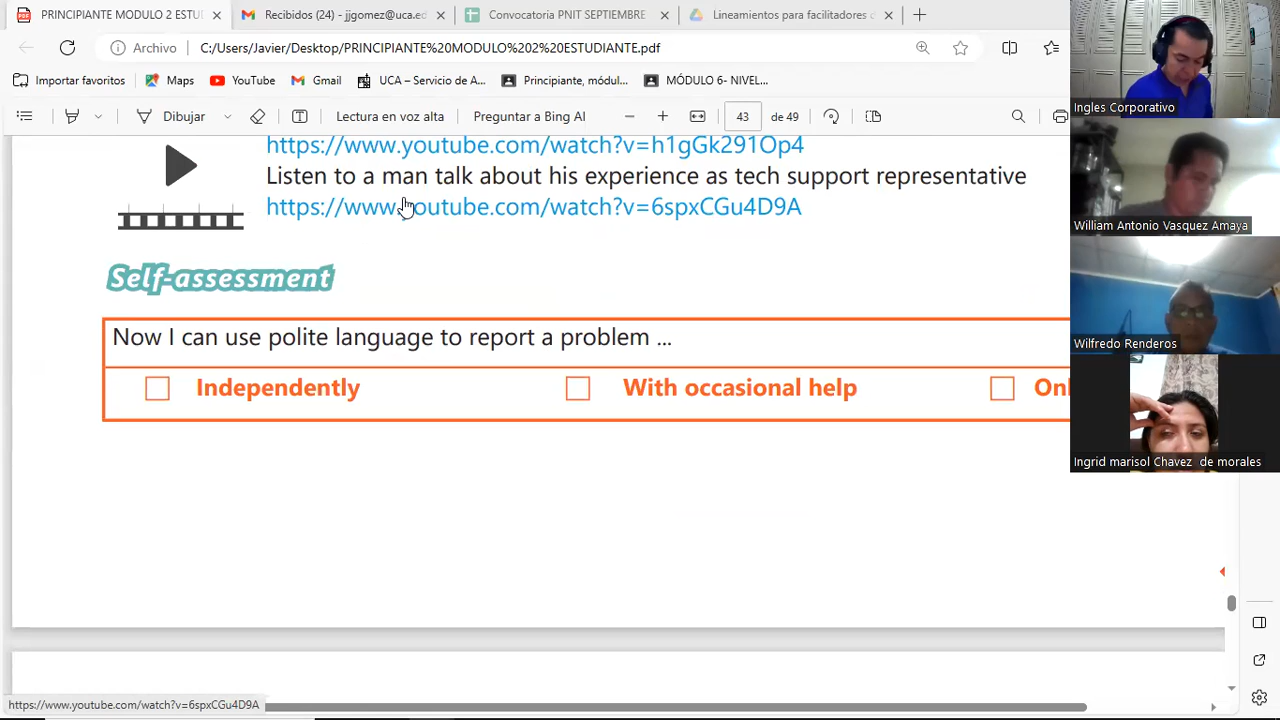 PRINCIPIANTE MODULO 2 ESTU
Recibidos (24) - jjgomez@uca.ed
Convocatoria PNIT SEPTIEMBRE
Lineamientos para facilitadores c
Archivo
C:/Users/Javier/Desktop/PRINCIPIANTE%20MODULO%202%20ESTUDIANTE.pdf
Importar favoritos
Maps
YouTube
Gmail
UCA – Servicio de A...
Principiante, módul...
MÓDULO 6- NIVEL...
Dibujar
Lectura en voz alta
Preguntar a Bing AI
43
de 49
https://www.youtube.com/watch?v=h1gGk291Op4
Listen to a man talk about his experience as tech support representative
https://www.youtube.com/watch?v=6spxCGu4D9A
Self-assessment
Now I can use polite language to report a problem ...
Independently
With occasional help
Onl
https://www.youtube.com/watch?v=6spxCGu4D9A
Ingles Corporativo
William Antonio Vasquez Amaya
Wilfredo Renderos
Ingrid marisol Chavez de morales